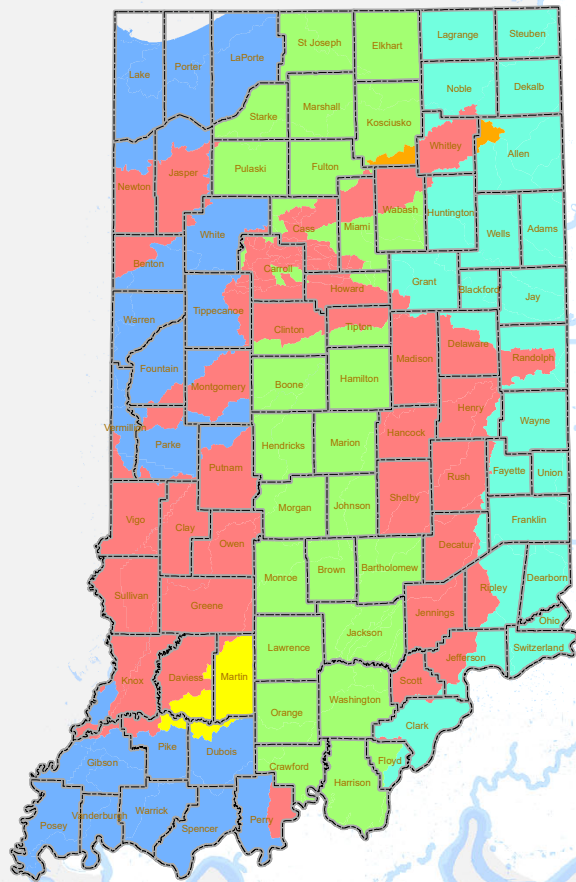 Lagrange
Steuben
St Joseph
Elkhart
LaPorte
Porter
Lake
Noble
Dekalb
Marshall
Starke
Kosciusko
Whitley
Allen
Newton
Jasper
Pulaski
Fulton
White
Cass
Miami
Wabash
Huntington
Wells
Adams
Benton
Carrell
Howard
Grant
Blackford
Jay
Warren
Tippecanoe
Clinton
Tipton
Madison
Delaware
Randolph
Fountain
Montgomery
Boone
Hamilton
Henry
Vermillion
Parke
Putnam
Hendricks
Marion
Hancock
Wayne
Rush
Fayette
Union
Vigo
Clay
Morgan
Johnson
Shelby
Franklin
Owen
Decatur
Sullivan
Greene
Monroe
Brown
Bartholomew
Ripley
Dearborn
Jennings
Ohio
Knox
Daviess
Martin
Lawrence
Jackson
Jefferson
Switzerland
Scott
Orange
Washington
Clark
Gibson
Pike
Dubois
Crawford
Floyd
Harrison
Posey
Vanderburgh
Warrick
Spencer
Perry